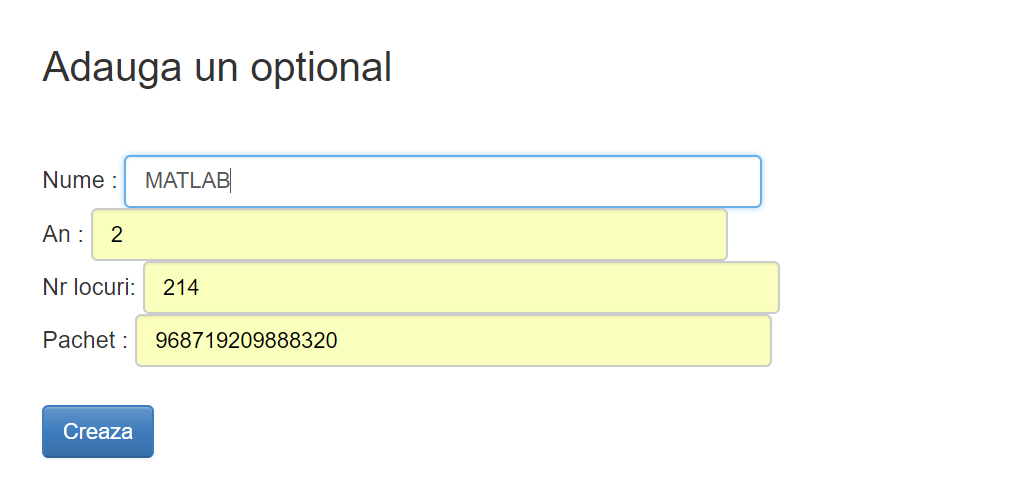 Adauga un optional
Nume : MATLAB
An : 2
Nr locuri: 214
Pachet : 968719209888320
Creaza